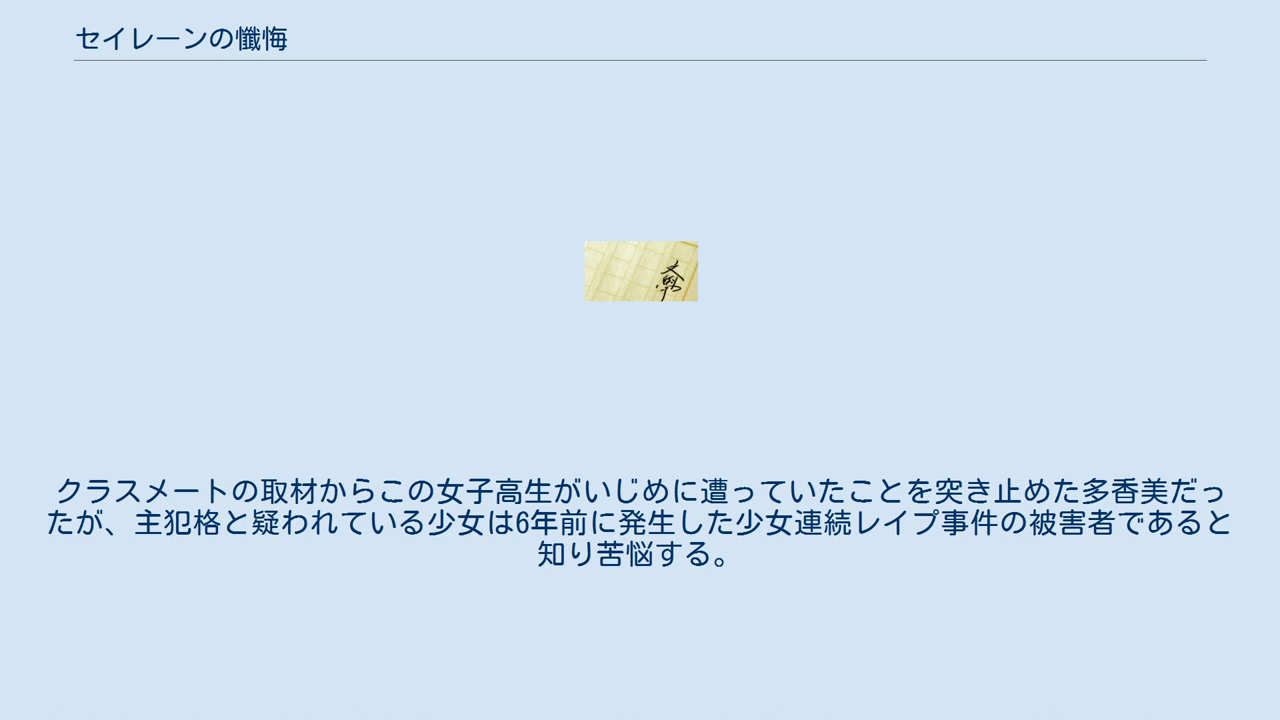 セイレーンの懺悔
クラスメートの取材からこの女子高生がいじめに遭っていたことを突き止めた多香美だっ
たが、主犯格と疑われている少女は6年前に発生した少女連続レイプ事件の被害者であると
知り苦悩する。